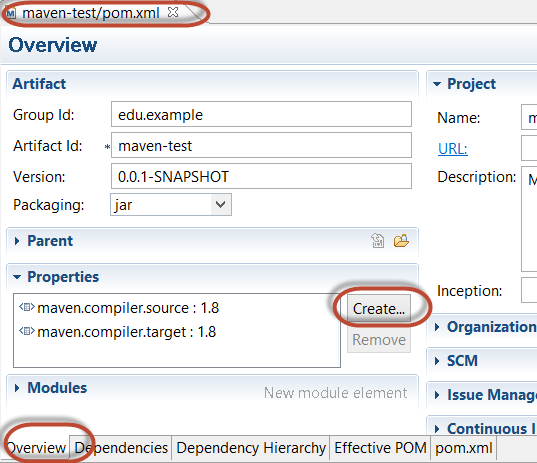 maven-test/pom.xml
Overview
Artifact
Group Id: edu.example
Artifact Id: * maven-test
Version: 0.0.1-SNAPSHOT
Packaging: jar
Parent
Properties
maven.compiler.source : 1.8
maven.compiler.target : 1.8
Create...
Remove
Modules
New module element
Project
Name: m
URL:
Description: M
Inception:
Organization
SCM
Issue Manage
Continuous I
Overview Dependencies Dependency Hierarchy Effective POM pom.xml